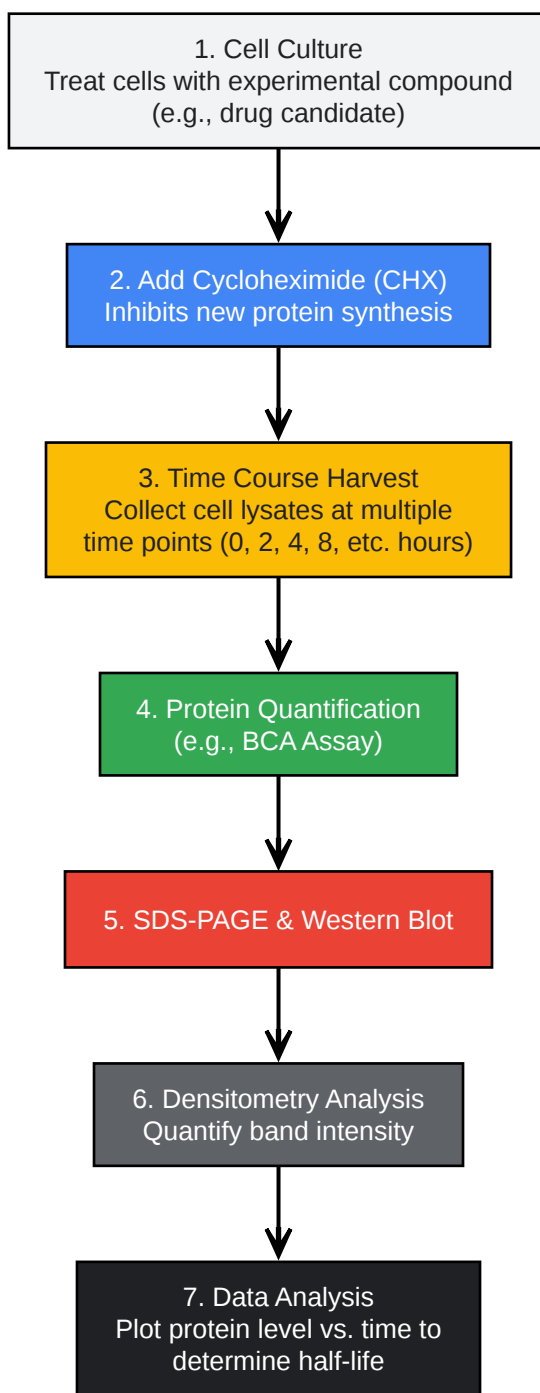 1. Cell Culture
Treat cells with experimental compound
(e.g., drug candidate)
2. Add Cycloheximide (CHX)
Inhibits new protein synthesis
3. Time Course Harvest
Collect cell lysates at multiple
time points (0, 2, 4, 8, etc. hours)
4. Protein Quantification
(e.g., BCA Assay)
5. SDS-PAGE & Western Blot
6. Densitometry Analysis
Quantify band intensity
7. Data Analysis
Plot protein level vs. time to
determine half-life